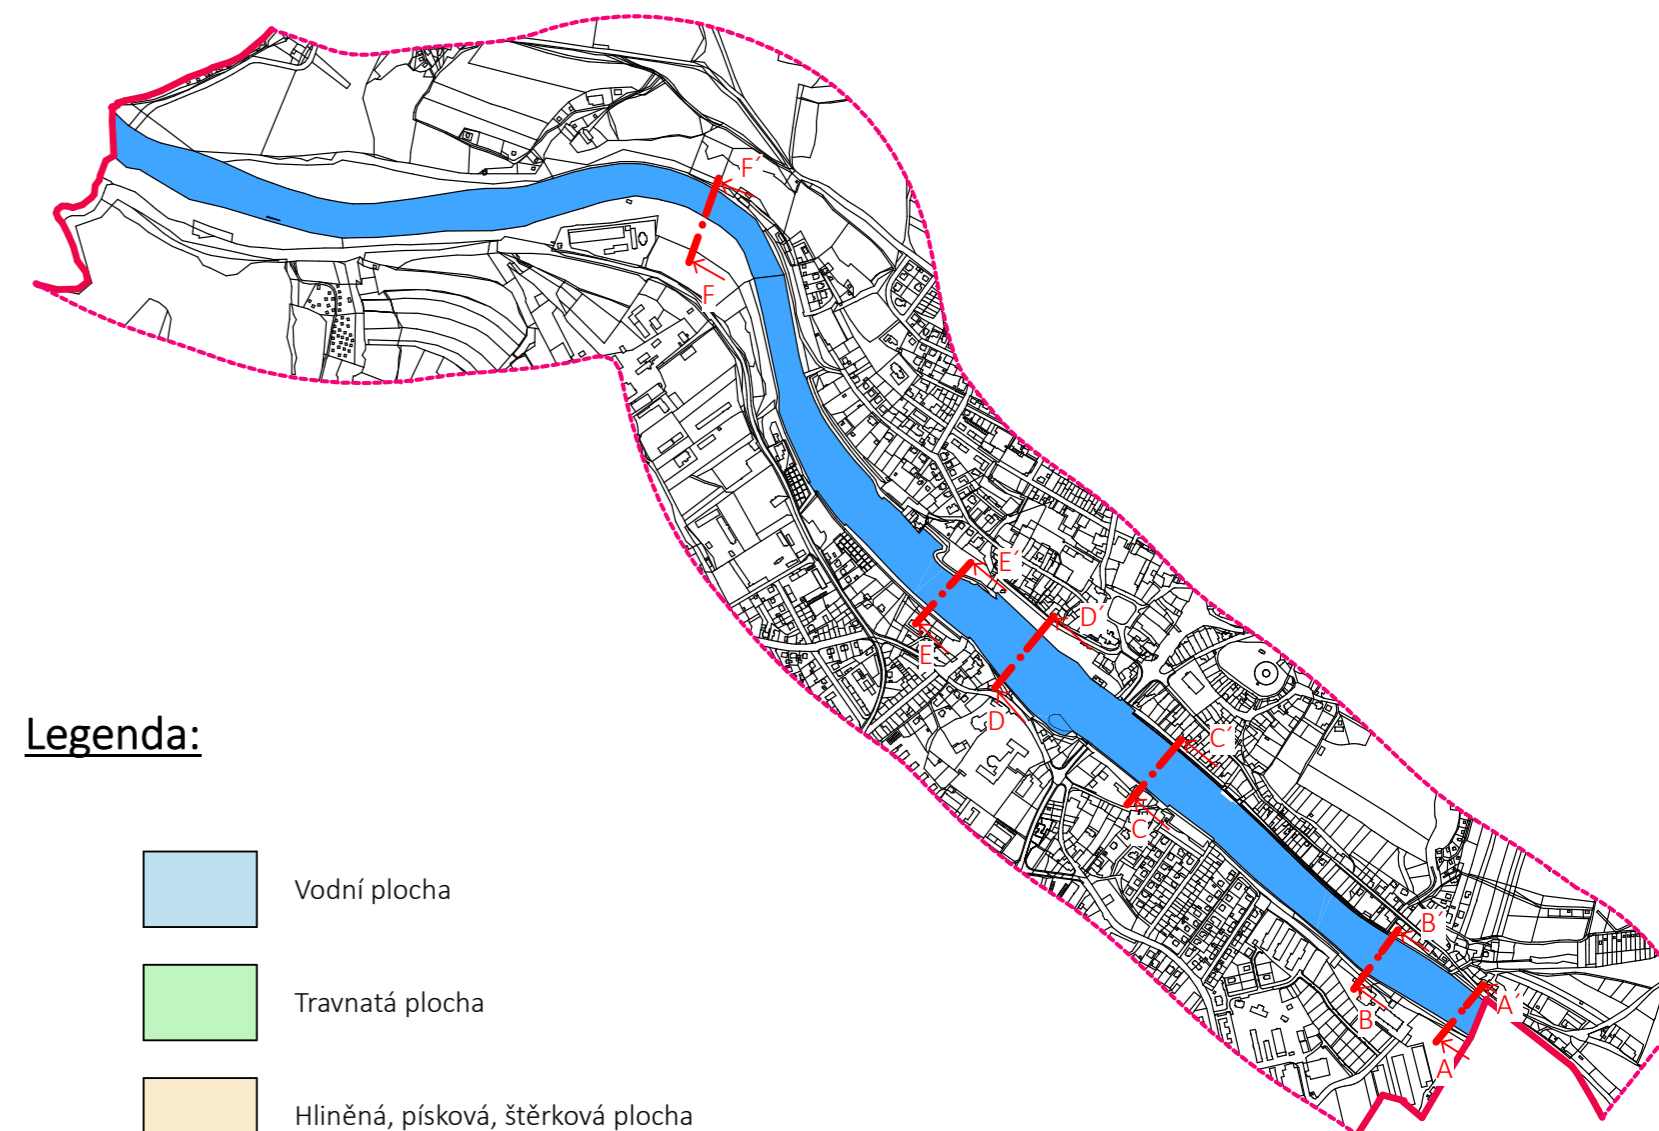 F´
F
E´
D´
E
D
C´
C
B´
B
A´
A
Legenda:
Vodní plocha
Travnatá plocha
Hliněná, písková, štěrková plocha